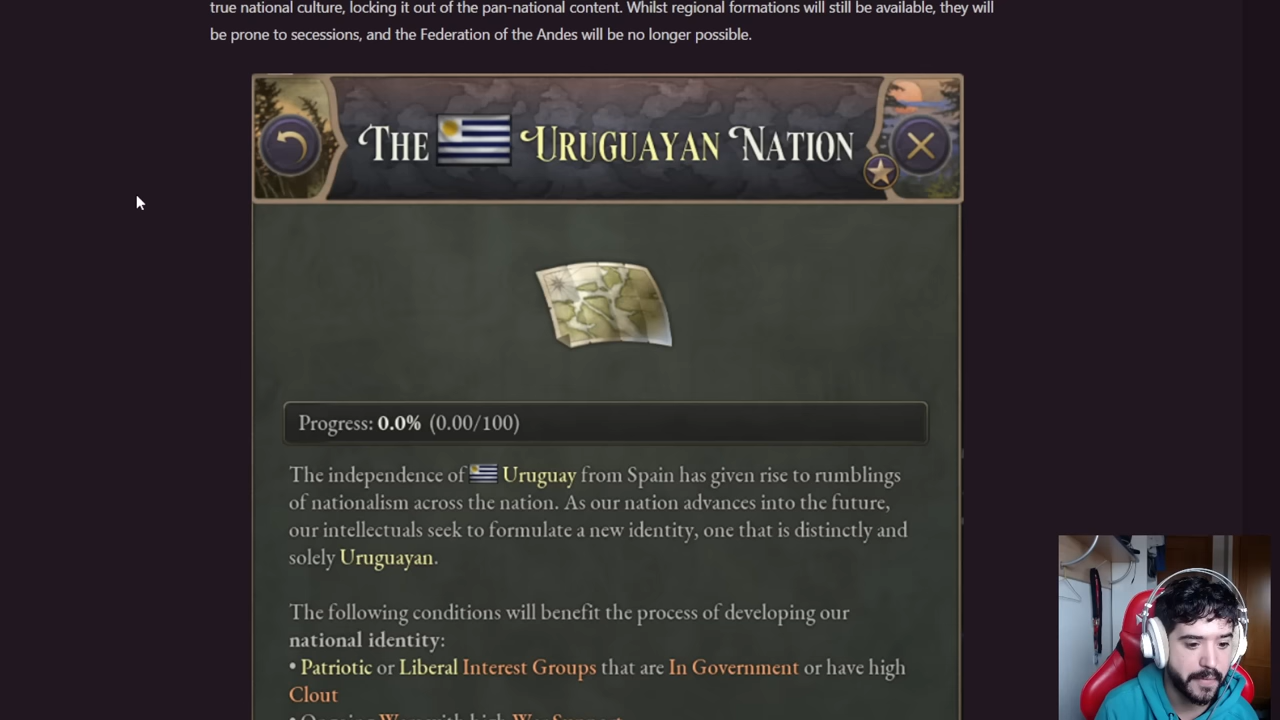 true national culture, locking it out of the pan-national content. Whilst regional formations will still be available, they will
be prone to secessions, and the Federation of the Andes will be no longer possible.
The Uruguayan Nation
Progress: 0.0% (0.00/100)
The independence of Uruguay from Spain has given rise to rumblings
of nationalism across the nation. As our nation advances into the future,
our intellectuals seek to formulate a new identity, one that is distinctly and
solely Uruguayan.
The following conditions will benefit the process of developing our
national identity:
• Patriotic or Liberal Interest Groups that are In Government or have high
Clout